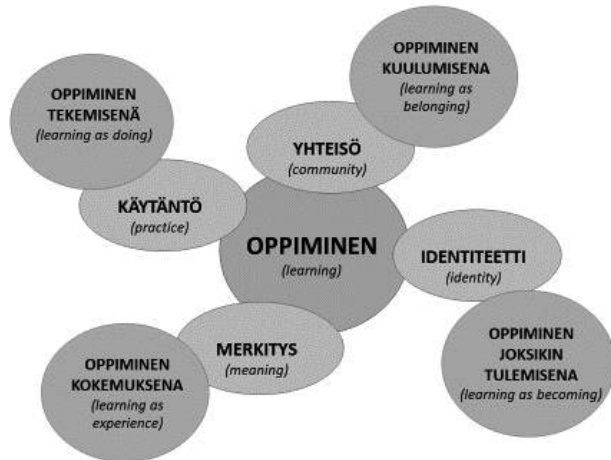 OPPIMINEN
KUULUMISENA
(learning as
belonging)
OPPIMINEN
TEKEMISENÄ
(learning as doing)
YHTEISÖ
(community)
KÄYTÄNTÖ
(practice)
OPPIMINEN
(learning)
IDENTITEETTI
(identity)
MERKITYS
(meaning)
OPPIMINEN
KOKEMUKSENA
(learning as
experience)
OPPIMINEN
JOKSIKIN
TULEMISENA
(learning as becoming)